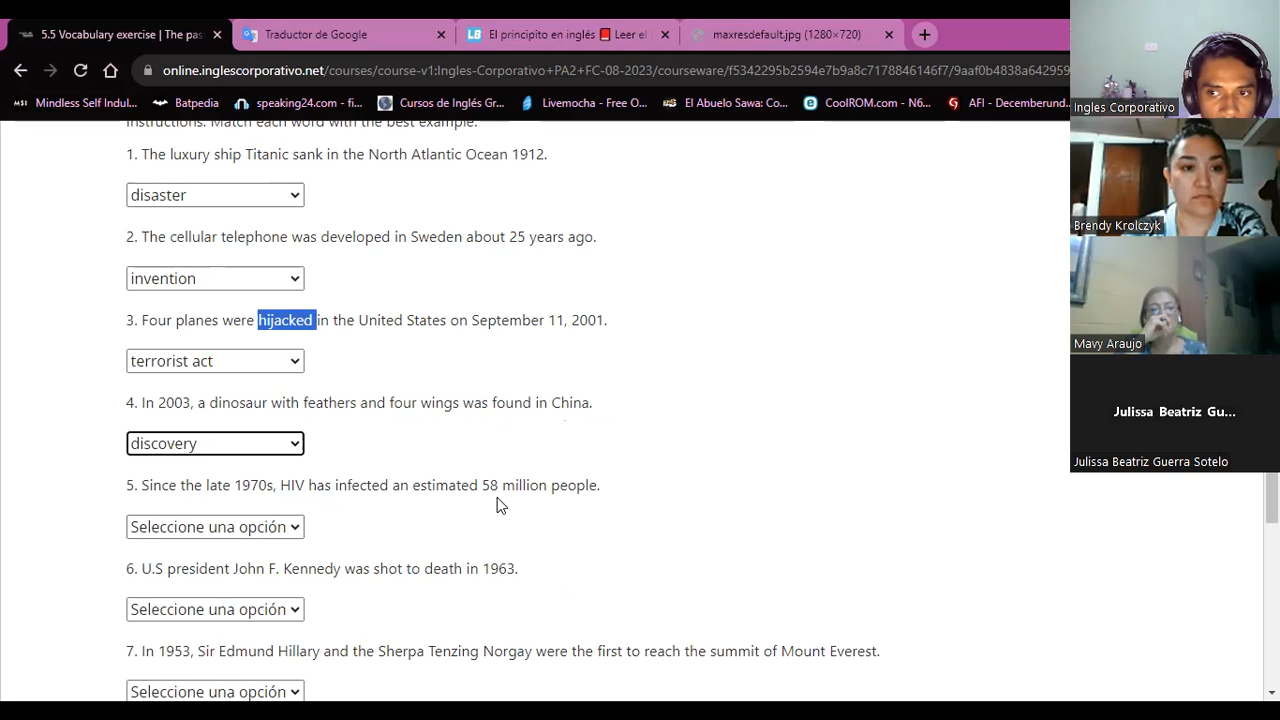 5.5 Vocabulary exercise | The pas
Traductor de Google
El principito en inglés 📕 Leer el
maxresdefault.jpg (1280×720)
online.inglescorporativo.net/courses/course-v1:Ingles-Corporativo+PA2+FC-08-2023/courseware/f5342295b2594e7b9a8c7178846146f7/9aaf0b4838a642959
Mindless Self Indul...
Batpedia
speaking24.com - fi...
Cursos de Inglés Gr...
Livemocha - Free O...
El Abuelo Sawa: Co...
CoolROM.com - N6...
AFI - Decemberund...
Instructions: Match each word with the best example.
1. The luxury ship Titanic sank in the North Atlantic Ocean 1912.
disaster
2. The cellular telephone was developed in Sweden about 25 years ago.
invention
3. Four planes were hijacked in the United States on September 11, 2001.
terrorist act
4. In 2003, a dinosaur with feathers and four wings was found in China.
discovery
5. Since the late 1970s, HIV has infected an estimated 58 million people.
Seleccione una opción
6. U.S president John F. Kennedy was shot to death in 1963.
Seleccione una opción
7. In 1953, Sir Edmund Hillary and the Sherpa Tenzing Norgay were the first to reach the summit of Mount Everest.
Seleccione una opción
Ingles Corporativo
Brendy Krolczyk
Mavy Araujo
Julissa Beatriz Gu...
Julissa Beatriz Guerra Sotelo